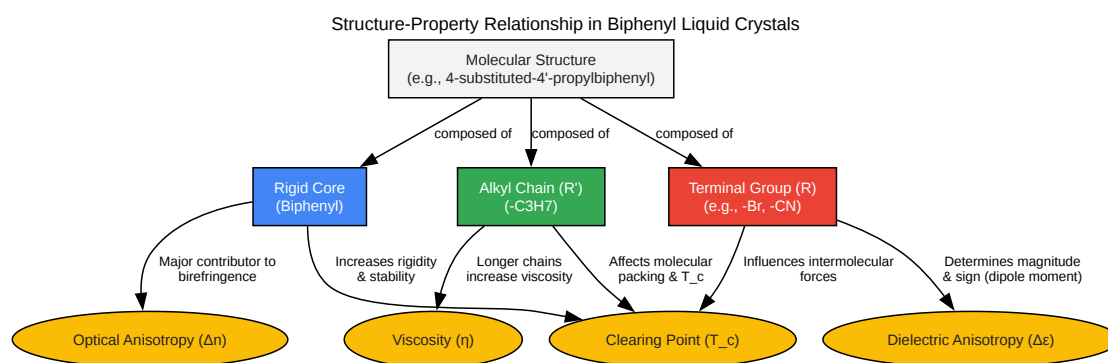 Structure-Property Relationship in Biphenyl Liquid Crystals
Molecular Structure
(e.g., 4-substituted-4'-propylbiphenyl)
composed of
composed of
composed of
Rigid Core
(Biphenyl)
Alkyl Chain (R')
(-C3H7)
Terminal Group (R)
(e.g., -Br, -CN)
Major contributor to
birefringence
Increases rigidity
& stability
Longer chains
increase viscosity
Affects molecular
packing & T_c
Influences intermolecular
forces
Determines magnitude
& sign (dipole moment)
Optical Anisotropy (Δn)
Viscosity (η)
Clearing Point (T_c)
Dielectric Anisotropy (Δε)